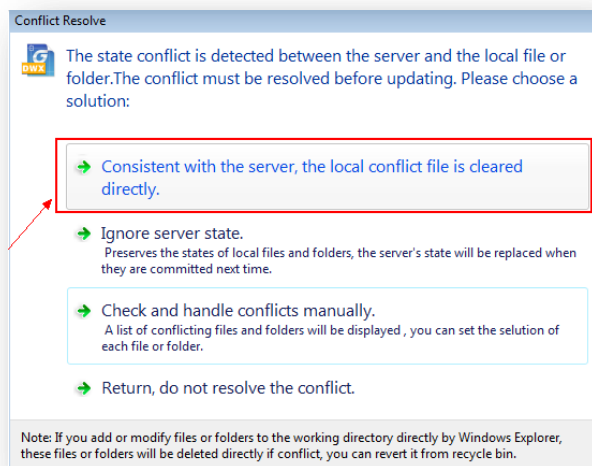 Conflict Resolve
G
DWX
The state conflict is detected between the server and the local file or
folder.The conflict must be resolved before updating. Please choose a
solution:
Consistent with the server, the local conflict file is cleared
directly.
Ignore server state.
Preserves the states of local files and folders, the server's state will be replaced when
they are committed next time.
Check and handle conflicts manually.
A list of conflicting files and folders will be displayed , you can set the selution of
each file or folder.
Return, do not resolve the conflict.
Note: If you add or modify files or folders to the working directory directly by Windows Explorer,
these files or folders will be deleted directly if conflict, you can revert it from recycle bin.